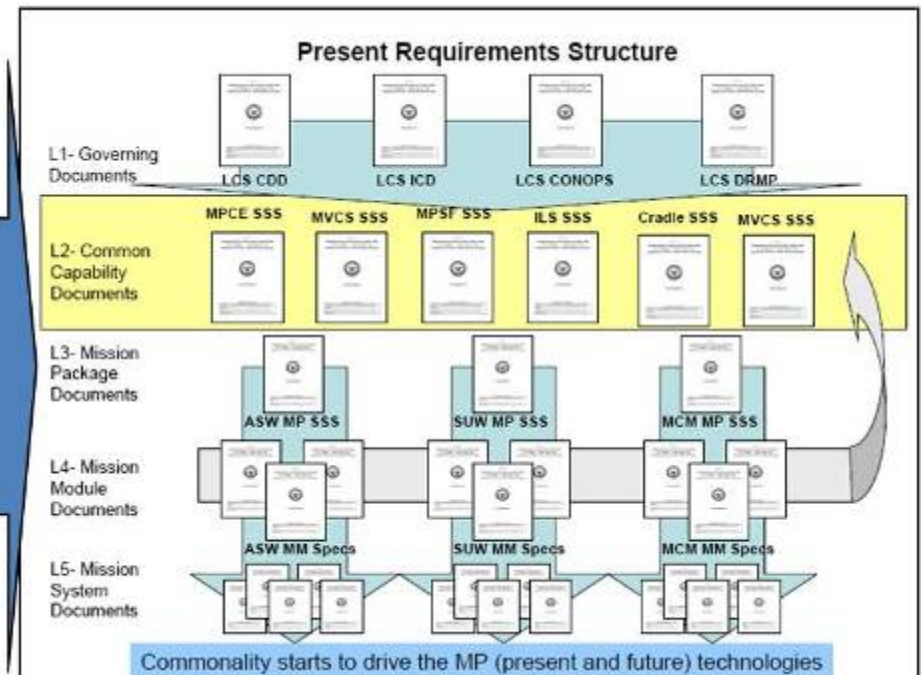 Present Requirements Structure
L1- Governing
Documents
LCS CDD
LCS ICD
LCS CONOPS
LCS DRMP
MPCE SSS
MVCS SSS
MPSF SSS
ILS SSS
Cradle SSS
MVCS SSS
L2- Common
Capability
Documents
L3- Mission
Package
Documents
ASW MP SSS
SUW MP SSS
MCM MP SSS
L4- Mission
Module
Documents
ASW MM Specs
SUW MM Specs
MCM MM Specs
L5- Mission
System
Documents
Commonality starts to drive the MP (present and future) technologies